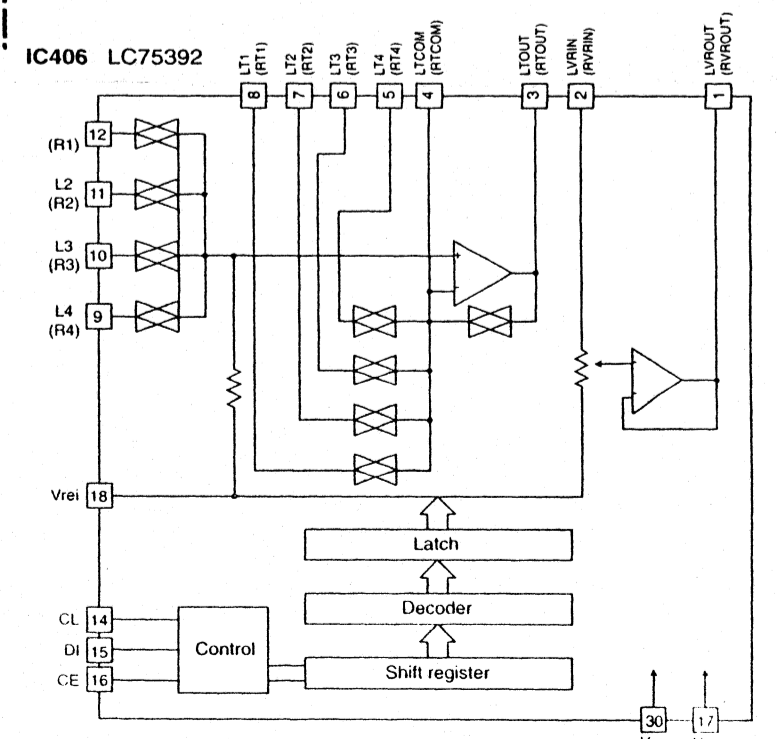 IC406 LC75392
LT1
(RT1)
LT2
(RT2)
LT3
(RT3)
LT4
(RT4)
LTCOM
(RTCOM)
LTOUT
(RTOUT)
LVRIN
(RVRIN)
LVROUT
(RVROUT)
8
7
6
5
4
3
2
1
12
(R1)
L2
(R2)
11
L3
(R3)
10
L4
(R4)
9
+
-
Vrei
18
Latch
Decoder
Shift register
Control
CL
14
DI
15
CE
16
30
17